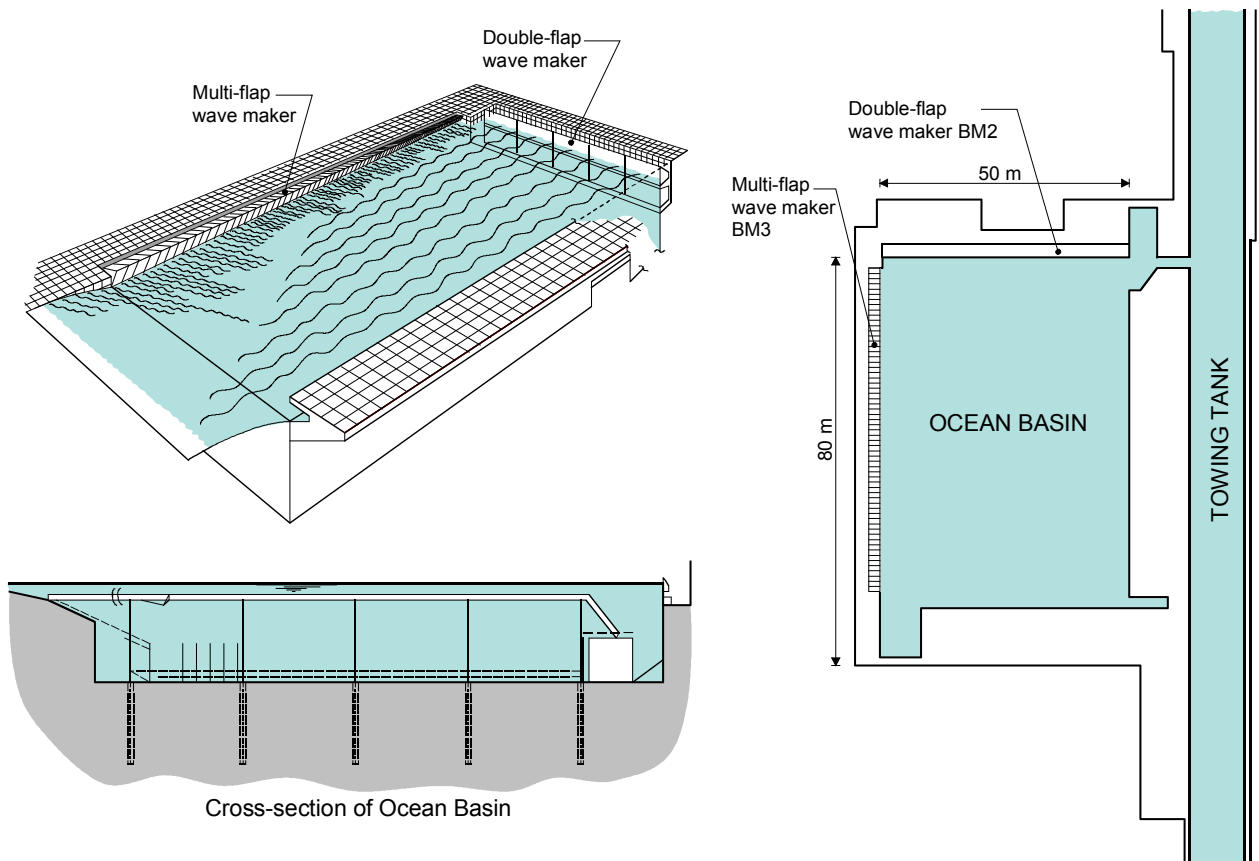 Double-flap
wave maker
Multi-flap
wave maker
Double-flap
wave maker BM2
50 m
Multi-flap
wave maker
BM3
80 m
OCEAN BASIN
TOWING TANK
Cross-section of Ocean Basin